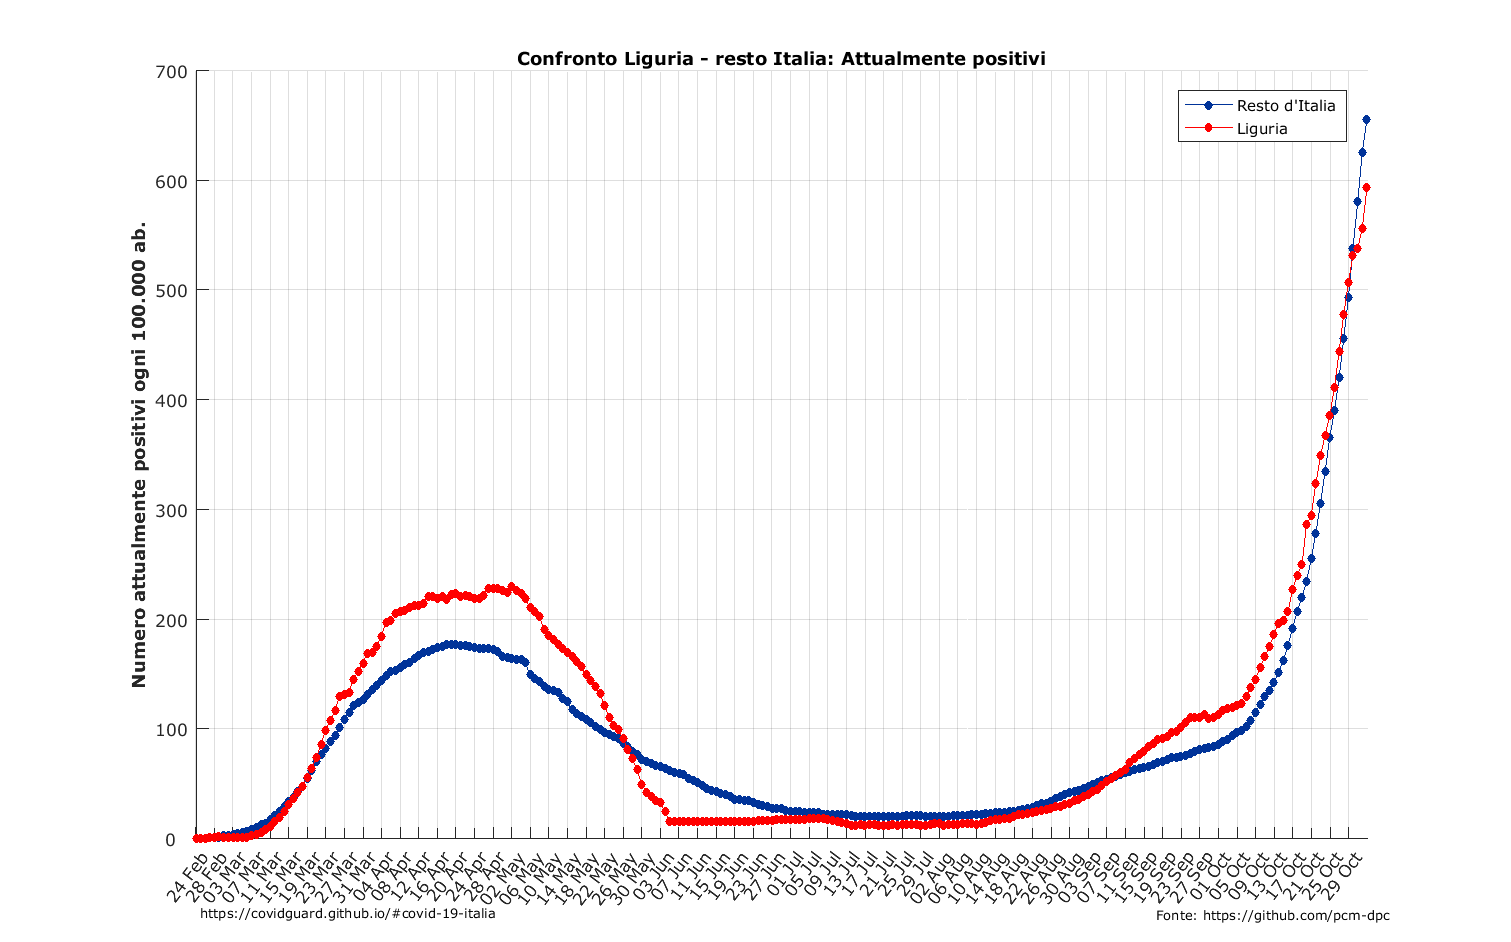 Confronto Liguria - resto Italia: Attualmente positivi
Resto d'Italia
Liguria
Numero attualmente positivi ogni 100.000 ab.
700
600
500
400
300
200
100
0
24 Feb
28 Feb
03 Mar
07 Mar
11 Mar
15 Mar
19 Mar
23 Mar
27 Mar
31 Mar
04 Apr
08 Apr
12 Apr
16 Apr
20 Apr
24 Apr
28 Apr
02 May
06 May
10 May
14 May
18 May
22 May
26 May
30 May
03 Jun
07 Jun
11 Jun
15 Jun
19 Jun
23 Jun
27 Jun
01 Jul
05 Jul
09 Jul
13 Jul
17 Jul
21 Jul
25 Jul
29 Jul
02 Aug
06 Aug
10 Aug
14 Aug
18 Aug
22 Aug
26 Aug
30 Aug
03 Sep
07 Sep
11 Sep
15 Sep
19 Sep
23 Sep
27 Sep
01 Oct
05 Oct
09 Oct
13 Oct
17 Oct
21 Oct
25 Oct
29 Oct
https://covidguard.github.io/#covid-19-italia
Fonte: https://github.com/pcm-dpc